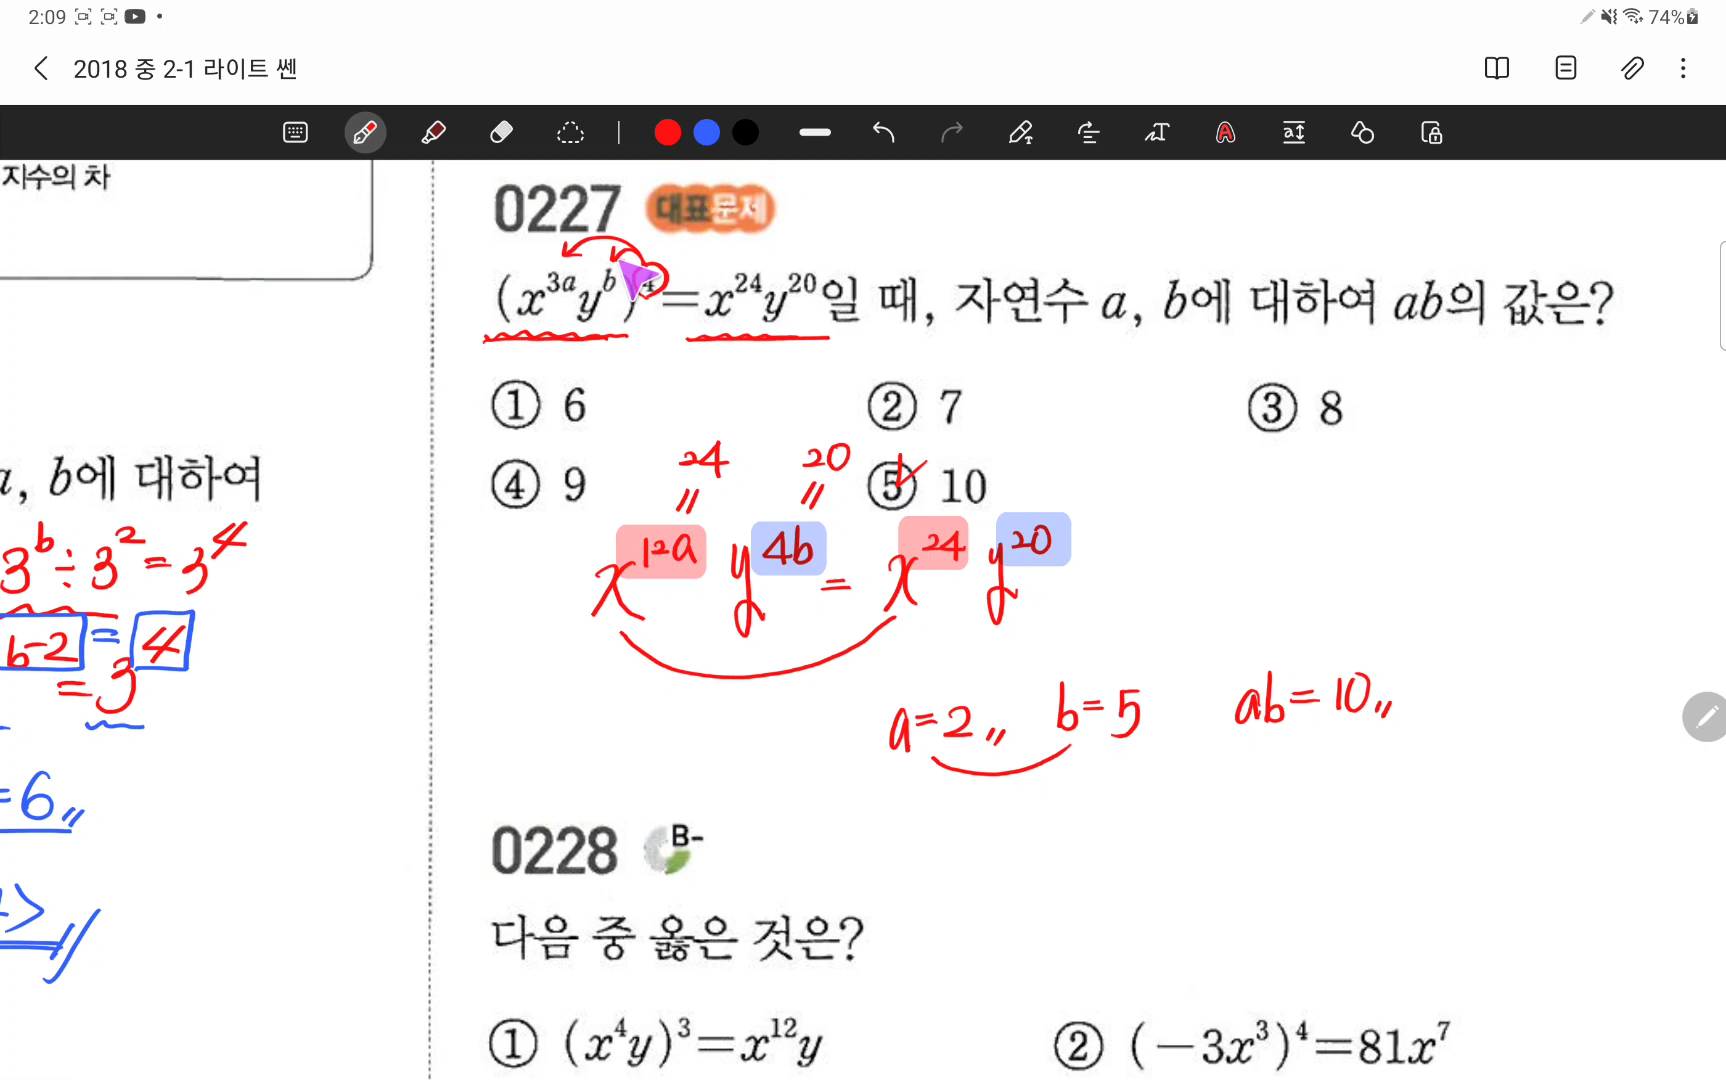 2:09
74%
2018 중 2-1 라이트 쎈
지수의 차
a, b에 대하여
3^b ÷ 3^2 = 3^4
b-2 = 4
= 3
=6〃
0227 대표문제
(x^{3a}y^b)^4=x^{24}y^{20}일 때, 자연수 a, b에 대하여 ab의 값은?
① 6 ② 7 ③ 8
④ 9 ⑤ 10
24 20
〃 〃
x^{12a} y^{4b} = x^{24} y^{20}
a=2〃 b=5 ab=10〃
0228 B-
다음 중 옳은 것은?
① (x^4y)^3=x^{12}y ② (-3x^3)^4=81x^7